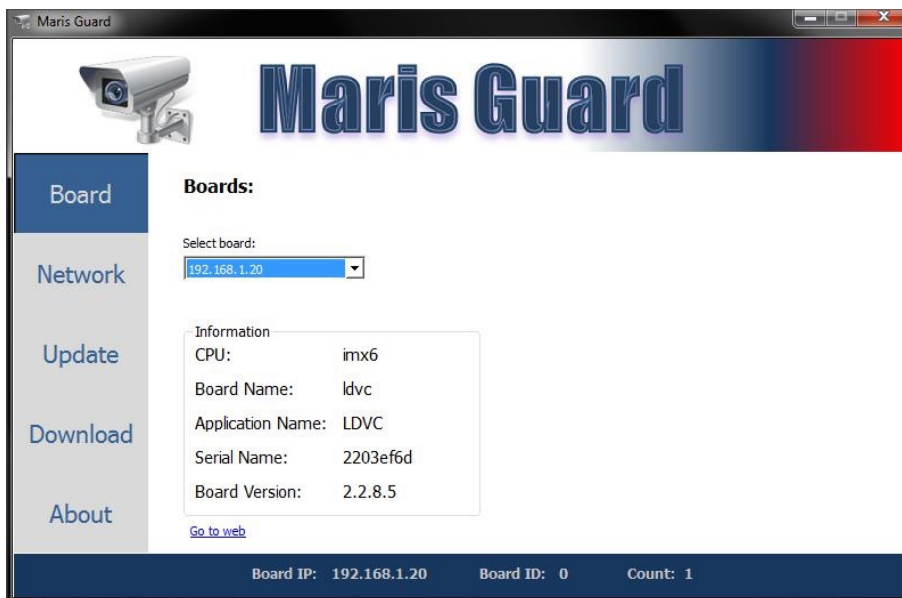 Maris Guard
Maris Guard
Board
Network
Update
Download
About
Boards:
Select board:
192.168.1.20
Information
CPU: imx6
Board Name: ldvc
Application Name: LDVC
Serial Name: 2203ef6d
Board Version: 2.2.8.5
Go to web
Board IP: 192.168.1.20 Board ID: 0 Count: 1